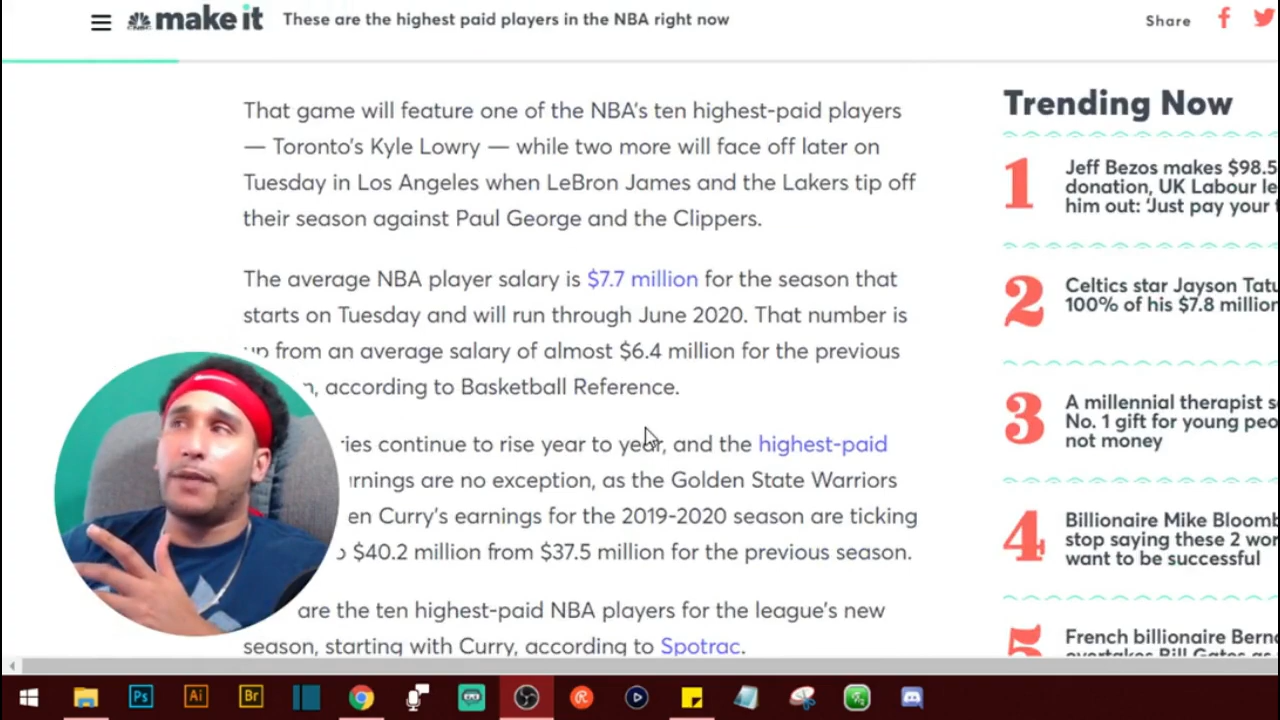 make it
These are the highest paid players in the NBA right now
Share
That game will feature one of the NBA's ten highest-paid players
— Toronto's Kyle Lowry — while two more will face off later on
Tuesday in Los Angeles when LeBron James and the Lakers tip off
their season against Paul George and the Clippers.
The average NBA player salary is $7.7 million for the season that
starts on Tuesday and will run through June 2020. That number is
up from an average salary of almost $6.4 million for the previous
, according to Basketball Reference.
continue to rise year to year, and the highest-paid
are no exception, as the Golden State Warriors
Curry's earnings for the 2019-2020 season are ticking
$40.2 million from $37.5 million for the previous season.
are the ten highest-paid NBA players for the league's new
season, starting with Curry, according to Spotrac.
Trending Now
1
Jeff Bezos makes $98.5
donation, UK Labour le
him out: 'Just pay your
2
Celtics star Jayson Tatu
100% of his $7.8 million
3
A millennial therapist s
No. 1 gift for young peo
not money
4
Billionaire Mike Bloomb
stop saying these 2 wor
want to be successful
5
French billionaire Bern
overtakes Bill Gates as
Ps
Ai
Br